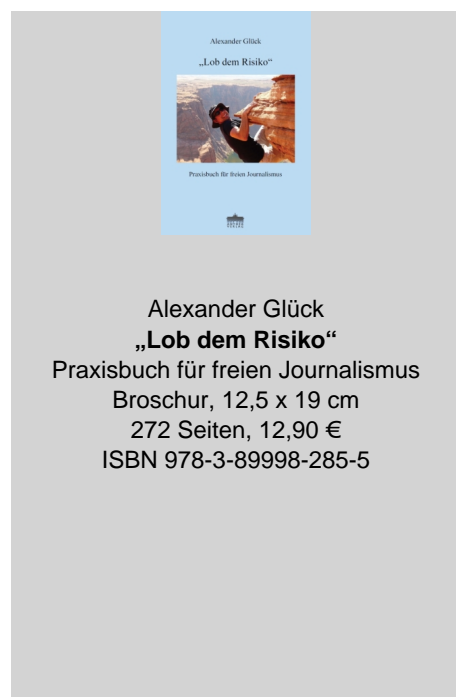 Alexander Glück
„Lob dem Risiko“
Praxisbuch für freien Journalismus
Alexander Glück
„Lob dem Risiko“
Praxisbuch für freien Journalismus
Broschur, 12,5 x 19 cm
272 Seiten, 12,90 €
ISBN 978-3-89998-285-5